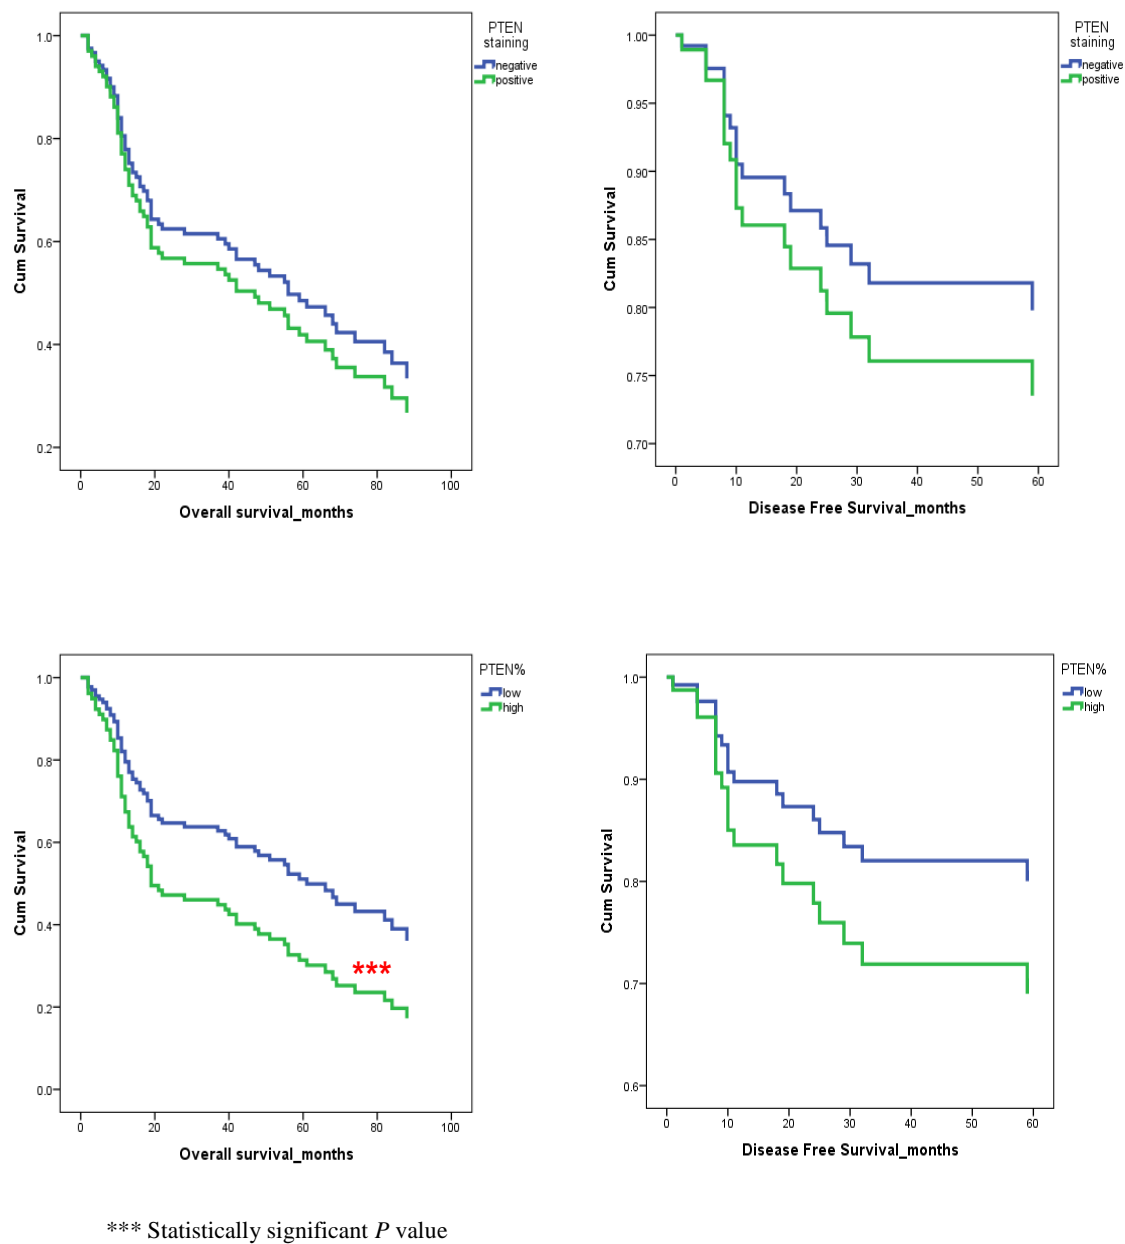 PTEN
staining
negative
positive
1.0
0.8
0.6
0.4
0.2
Cum Survival
0
20
40
60
80
100
Overall survival_months
PTEN
staining
negative
positive
1.00
0.95
0.90
0.85
0.80
0.75
0.70
Cum Survival
0
10
20
30
40
50
60
Disease Free Survival_months
PTEN%
low
high
1.0
0.8
0.6
0.4
0.2
0.0
Cum Survival
***
0
20
40
60
80
100
Overall survival_months
PTEN%
low
high
1.0
0.9
0.8
0.7
0.6
Cum Survival
0
10
20
30
40
50
60
Disease Free Survival_months
*** Statistically significant P value